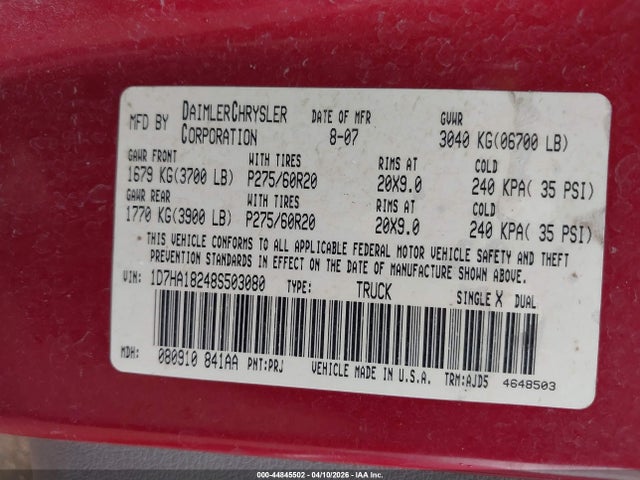 MFD BY DAIMLERCHRYSLER CORPORATION DATE OF MFR 8-07 GVWR 3040 KG(06700 LB)
GAWR FRONT WITH TIRES RIMS AT COLD
1679 KG(3700 LB) P275/60R20 20X9.0 240 KPA( 35 PSI)
GAWR REAR WITH TIRES RIMS AT COLD
1770 KG(3900 LB) P275/60R20 20X9.0 240 KPA( 35 PSI)
THIS VEHICLE CONFORMS TO ALL APPLICABLE FEDERAL MOTOR VEHICLE SAFETY AND THEFT
PREVENTION STANDARDS IN EFFECT ON THE DATE OF MANUFACTURE SHOWN ABOVE.
VIN: 1D7HA18248S503080 TYPE: TRUCK SINGLE X DUAL
MDH: 080910 841AA PNT:PRJ VEHICLE MADE IN U.S.A. TRM:AJD5 4648503
000-44845502 - 04/10/2026 - IAA Inc.